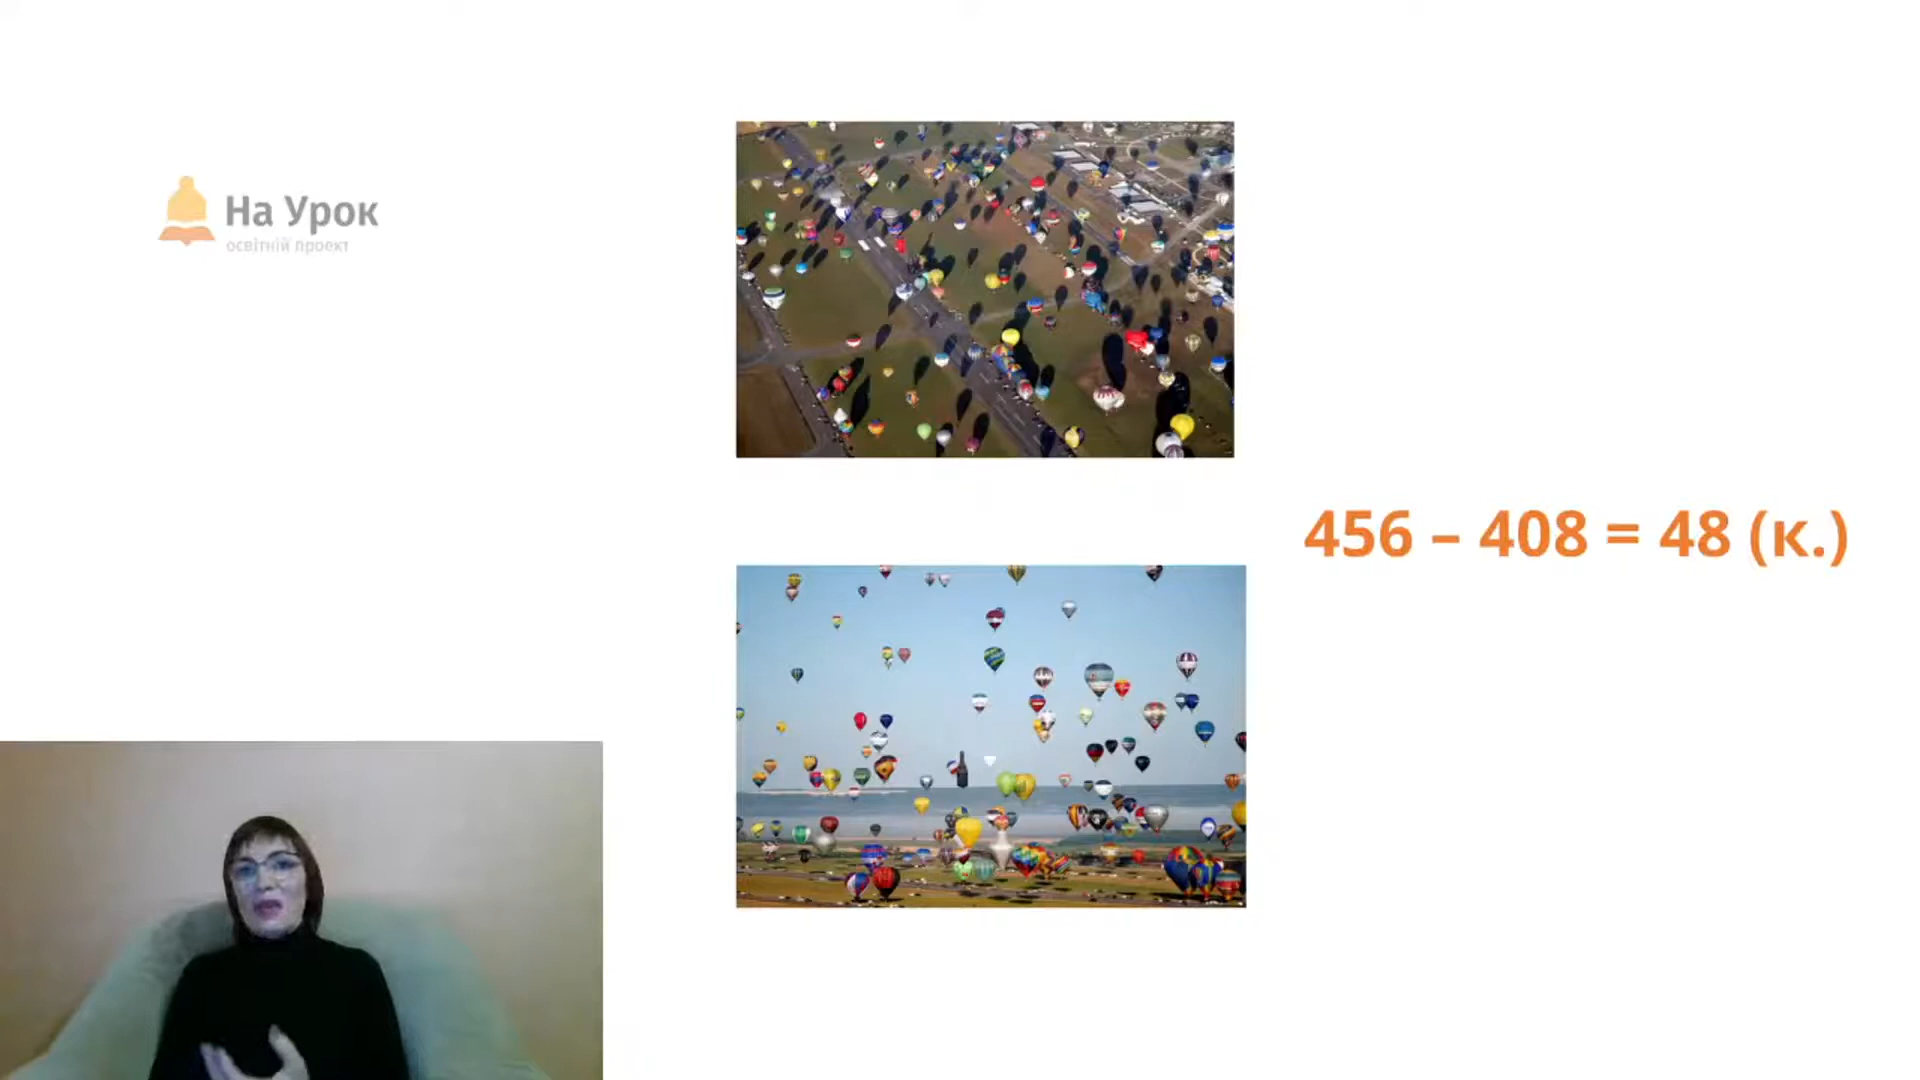 На Урок
освітній проект
456 – 408 = 48 (к.)